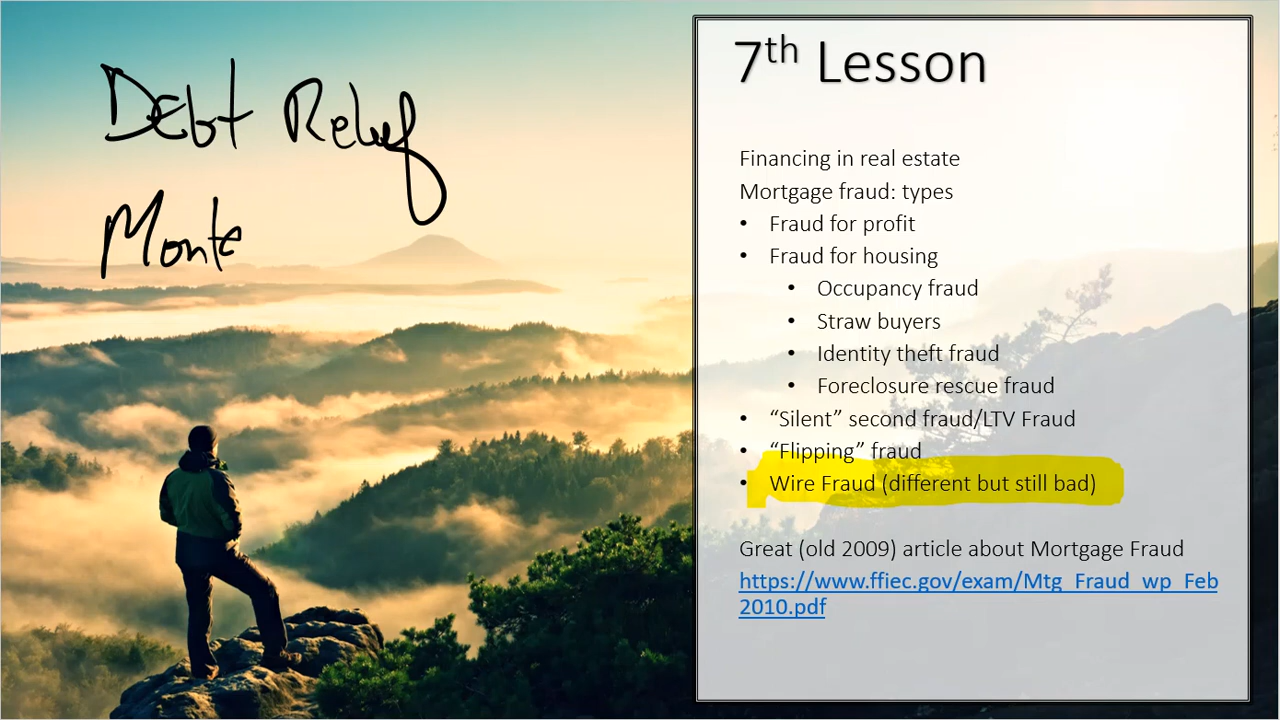 Debt Relief
Monte
7th Lesson
Financing in real estate
Mortgage fraud: types
• Fraud for profit
• Fraud for housing
• Occupancy fraud
• Straw buyers
• Identity theft fraud
• Foreclosure rescue fraud
• “Silent” second fraud/LTV Fraud
• “Flipping” fraud
• Wire Fraud (different but still bad)
Great (old 2009) article about Mortgage Fraud
https://www.ffiec.gov/exam/Mtg_Fraud_wp_Feb
2010.pdf